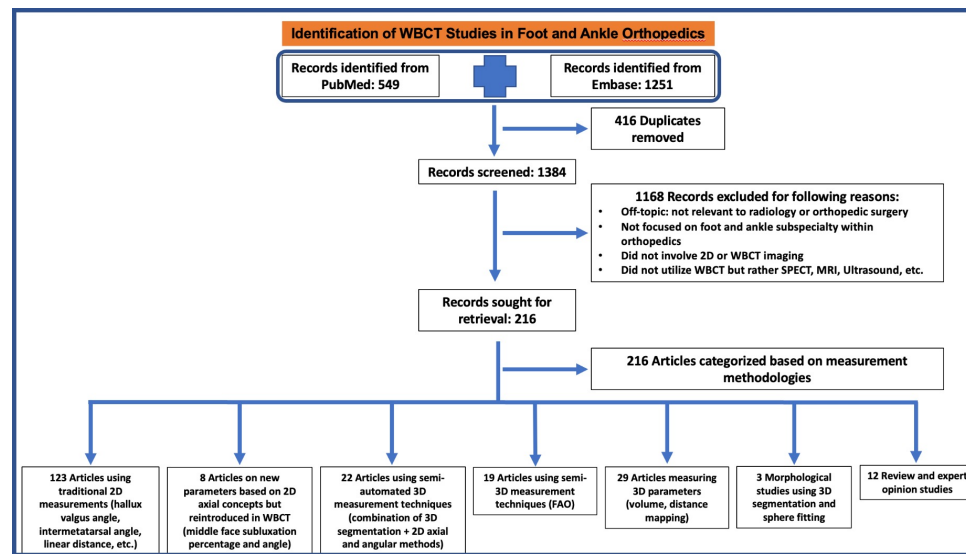 Identification of WBCT Studies in Foot and Ankle Orthopedics
Records identified from
PubMed: 549
Records identified from
Embase: 1251
416 Duplicates
removed
Records screened: 1384
1168 Records excluded for following reasons:
• Off-topic: not relevant to radiology or orthopedic surgery
• Not focused on foot and ankle subspecialty within
orthopedics
• Did not involve 2D or WBCT imaging
• Did not utilize WBCT but rather SPECT, MRI, Ultrasound, etc.
Records sought for
retrieval: 216
216 Articles categorized based on measurement
methodologies
123 Articles using
traditional 2D
measurements (hallux
valgus angle,
intermetatarsal angle,
linear distance, etc.)
8 Articles on new
parameters based on 2D
axial concepts but
reintroduced in WBCT
(middle face subluxation
percentage and angle)
22 Articles using semi-
automated 3D
measurement techniques
(combination of 3D
segmentation + 2D axial
and angular methods)
19 Articles using semi-
3D measurement
techniques (FAO)
29 Articles measuring
3D parameters
(volume, distance
mapping)
3 Morphological
studies using 3D
segmentation and
sphere fitting
12 Review and expert
opinion studies